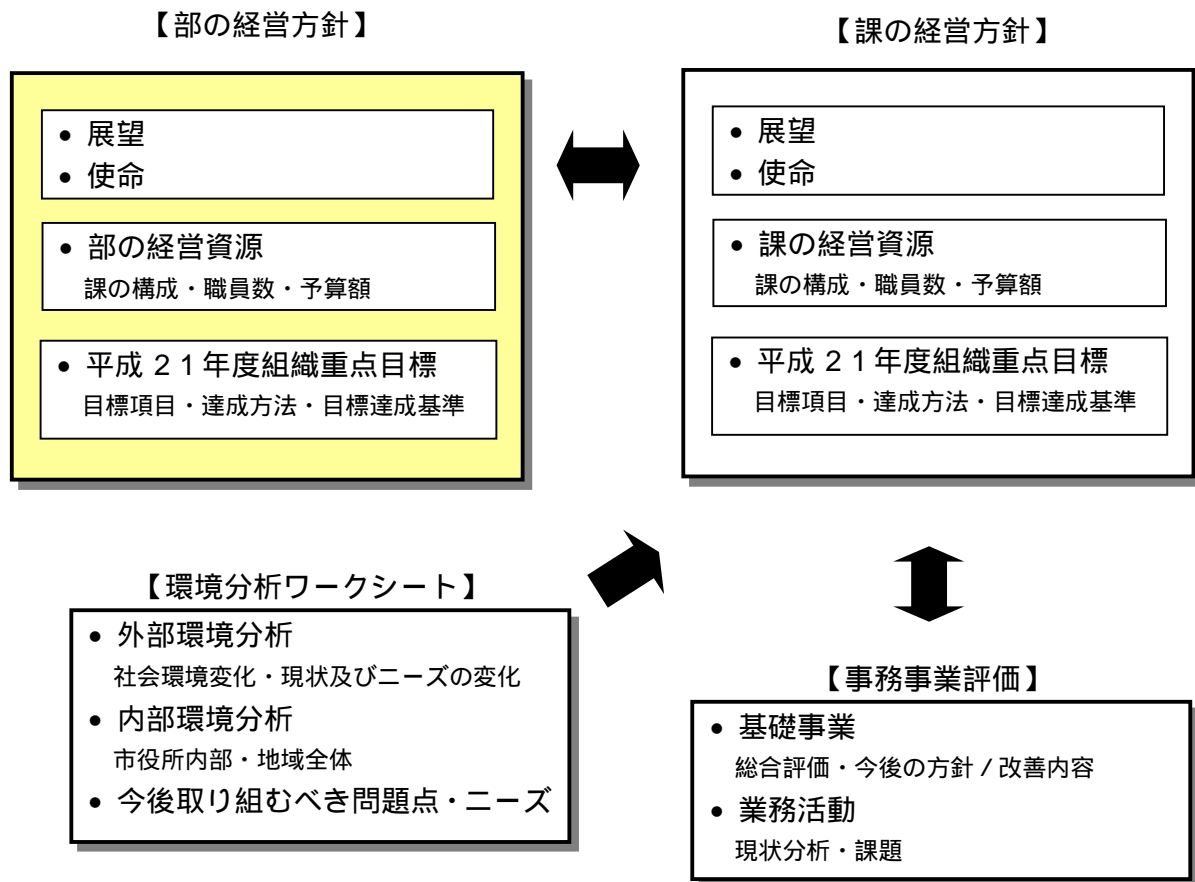 【部の経営方針】
• 展望
• 使命
• 部の経営資源
課の構成・職員数・予算額
• 平成２１年度組織重点目標
目標項目・達成方法・目標達成基準
【課の経営方針】
• 展望
• 使命
• 課の経営資源
課の構成・職員数・予算額
• 平成２１年度組織重点目標
目標項目・達成方法・目標達成基準
【環境分析ワークシート】
• 外部環境分析
社会環境変化・現状及びニーズの変化
• 内部環境分析
市役所内部・地域全体
• 今後取り組むべき問題点・ニーズ
【事務事業評価】
• 基礎事業
総合評価・今後の方針／改善内容
• 業務活動
現状分析・課題